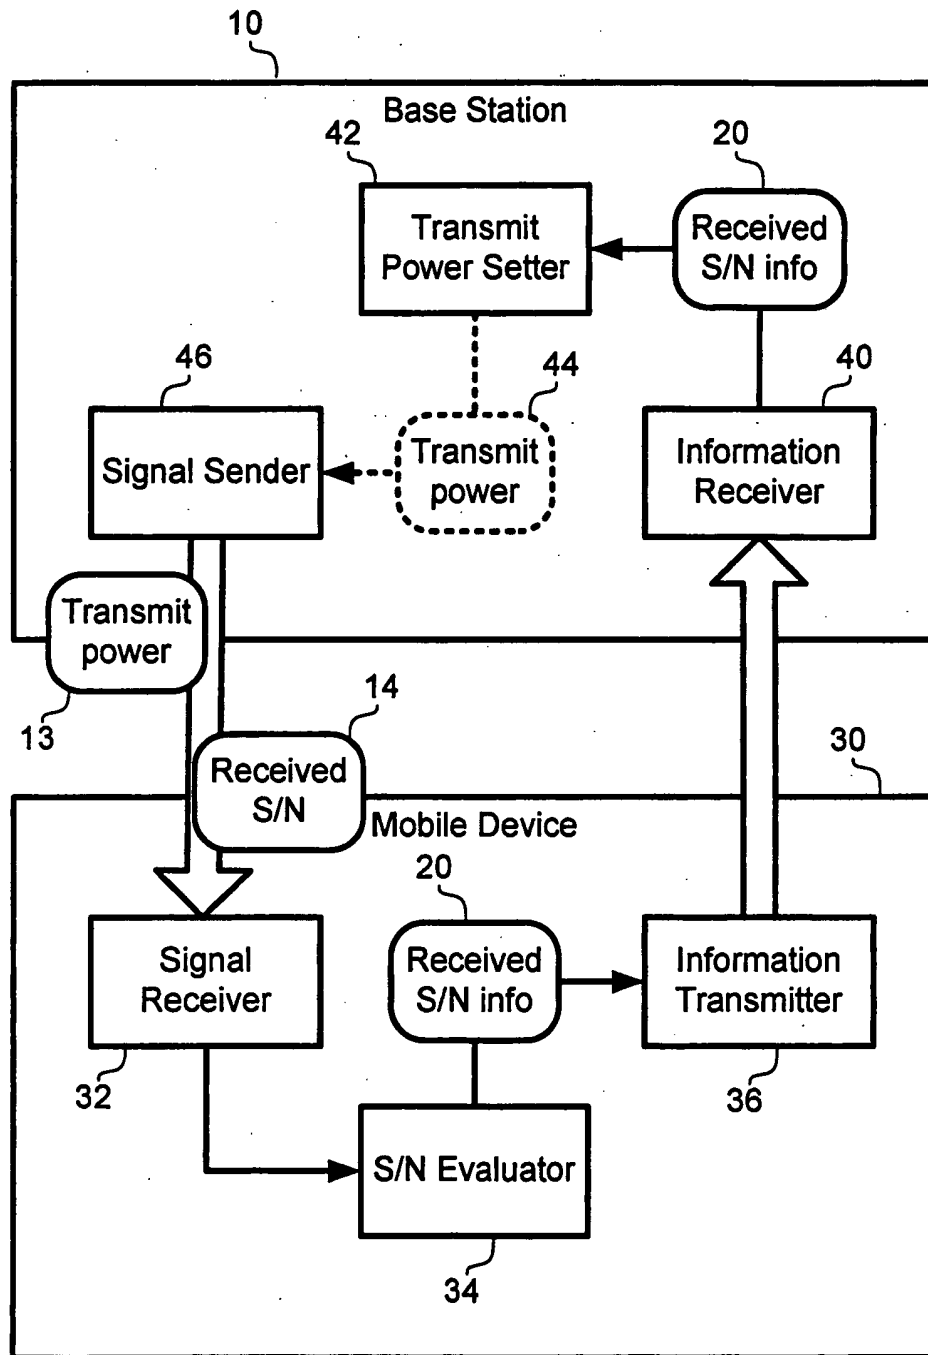 10
Base Station
42
20
Transmit
Power Setter
Received
S/N info
46
44
40
Signal Sender
Transmit
power
Information
Receiver
Transmit
power
13
14
30
Received
S/N
Mobile Device
20
Signal
Receiver
Received
S/N info
Information
Transmitter
32
36
S/N Evaluator
34